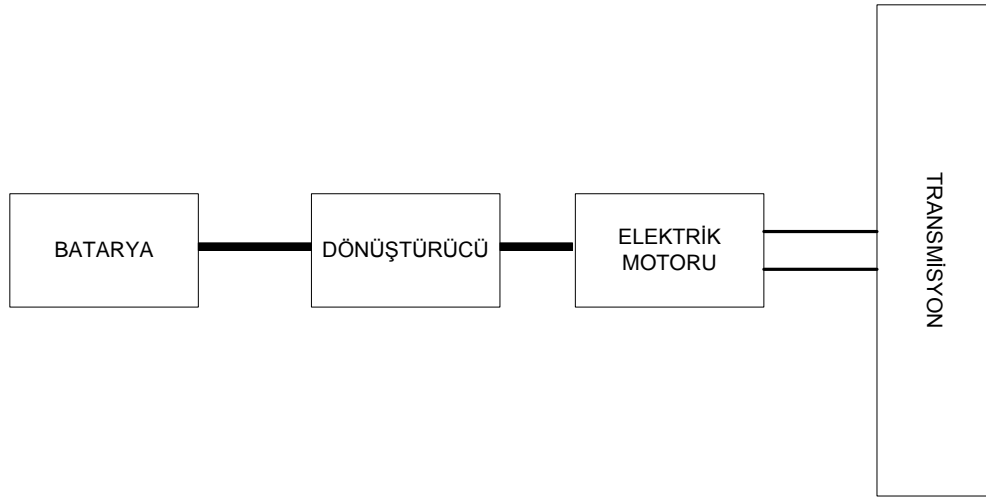 BATARYA
DÖNÜŞTÜRÜCÜ
ELEKTRİK
MOTORU
TRANSMİSYON